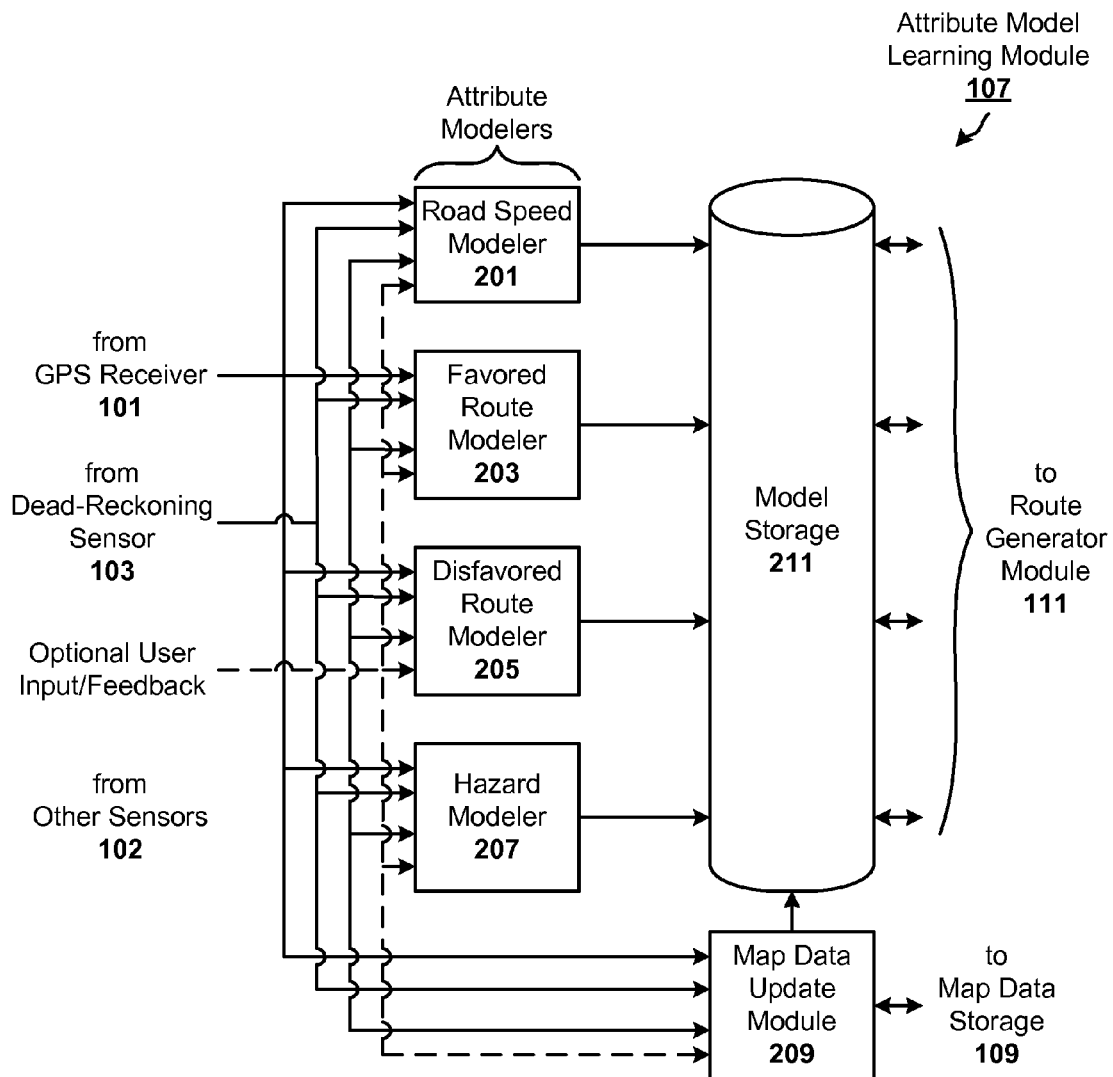 Attribute Model
Learning Module
107
Attribute
Modelers
Road Speed
Modeler
201
from
GPS Receiver
101
Favored
Route
Modeler
203
from
Dead-Reckoning
Sensor
103
Disfavored
Route
Modeler
205
Optional User
Input/Feedback
from
Other Sensors
102
Hazard
Modeler
207
Model
Storage
211
to
Route
Generator
Module
111
Map Data
Update
Module
209
to
Map Data
Storage
109